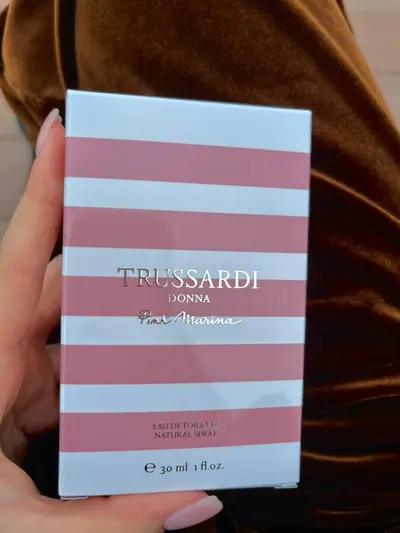 TRUSSARDI
DONNA
Pink Marina
EAU DE TOILETTE
NATURAL SPRAY
℮ 30 ml 1 fl.oz.